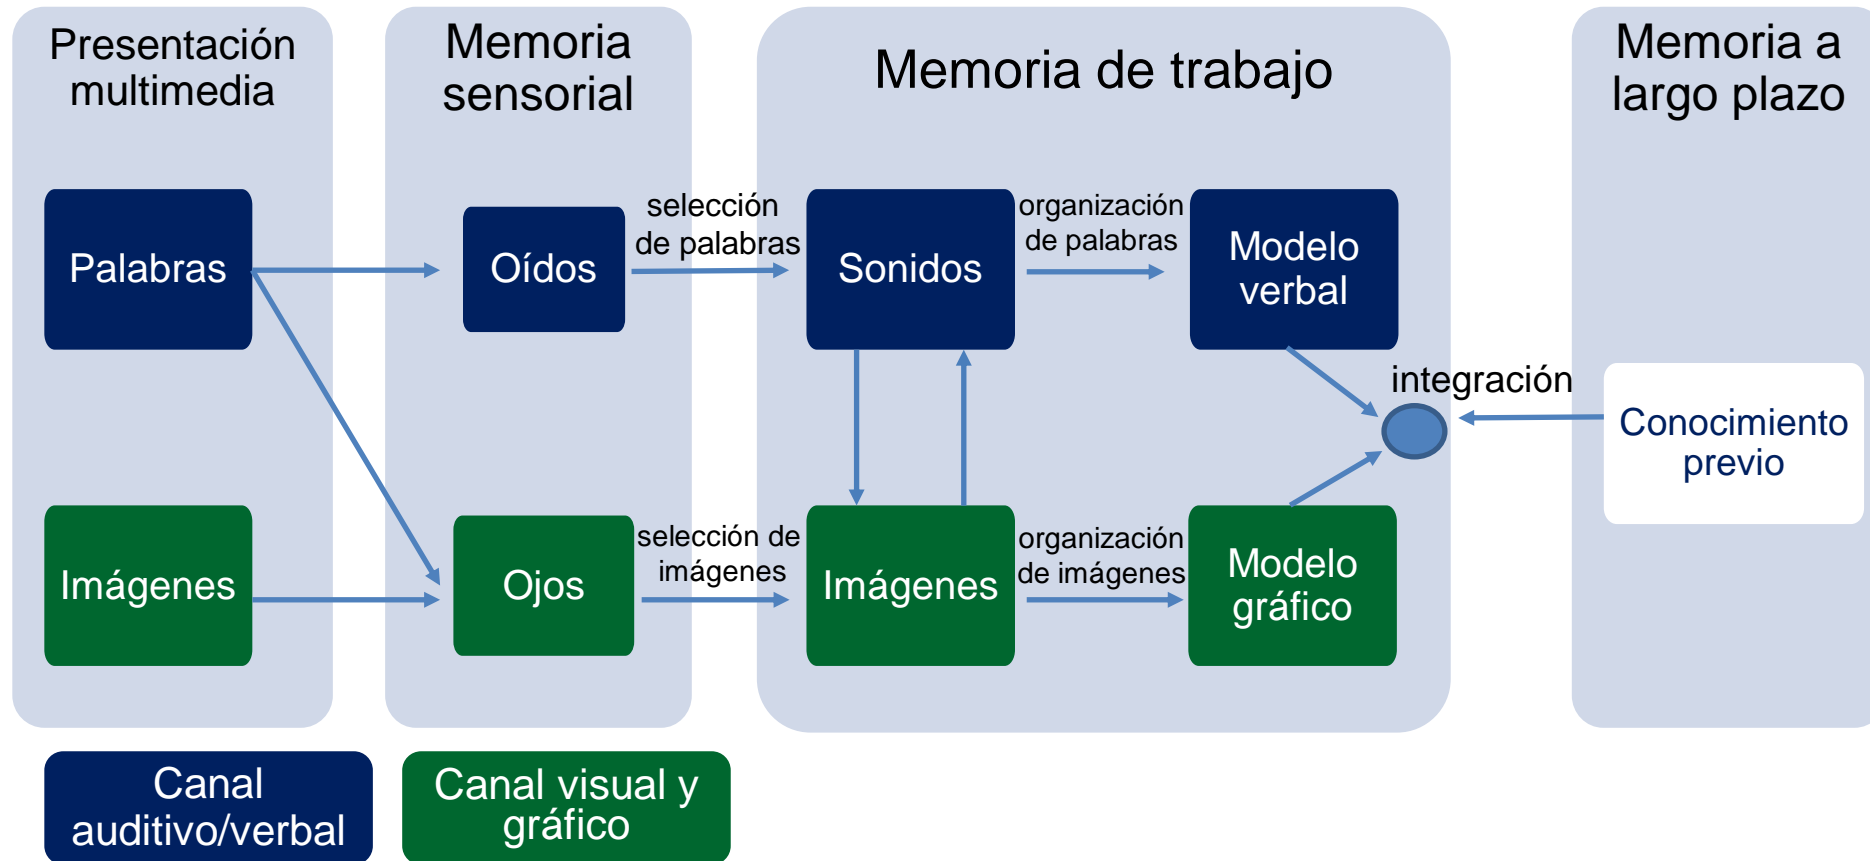 Presentación
multimedia
Memoria
sensorial
Memoria de trabajo
Memoria a
largo plazo
Palabras
Oídos
selección
de palabras
Sonidos
organización
de palabras
Modelo
verbal
integración
Conocimiento
previo
Imágenes
Ojos
selección de
imágenes
Imágenes
organización
de imágenes
Modelo
gráfico
Canal
auditivo/verbal
Canal visual y
gráfico